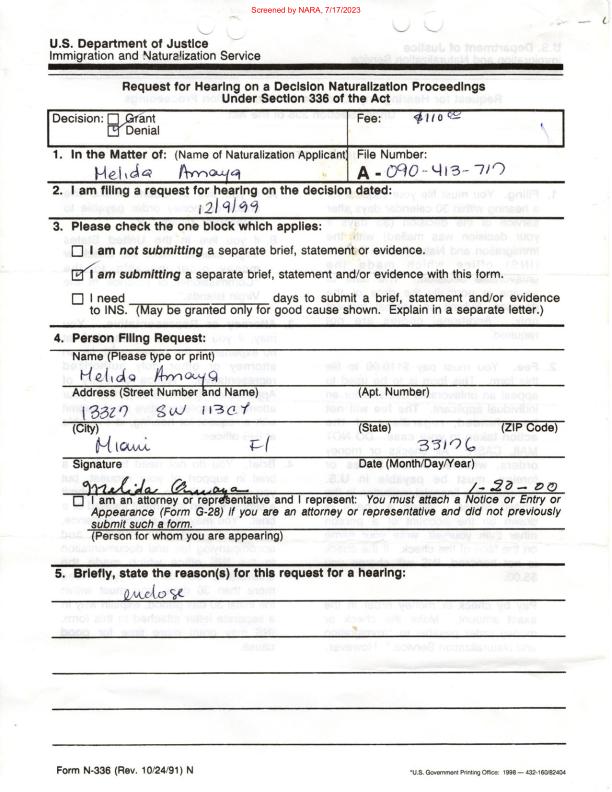 Screened by NARA, 7/17/2023
U.S. Department of Justice
Immigration and Naturalization Service
Request for Hearing on a Decision Naturalization Proceedings
Under Section 336 of the Act
Decision: Grant
Denial
Fee: $110.00
1. In the Matter of: (Name of Naturalization Applicant)
Melida Amaya
File Number:
A - 090-413-717
2. I am filing a request for hearing on the decision dated:
12/9/99
3. Please check the one block which applies:
I am not submitting a separate brief, statement or evidence.
I am submitting a separate brief, statement and/or evidence with this form.
I need ____________________ days to submit a brief, statement and/or evidence
to INS. (May be granted only for good cause shown. Explain in a separate letter.)
4. Person Filing Request:
Name (Please type or print)
Melida Amaya
Address (Street Number and Name) (Apt. Number)
13327 SW 113CT
(City) (State) (ZIP Code)
Miami Fl 33176
Signature Date (Month/Day/Year)
Melida Amaya 1-20-00
I am an attorney or representative and I represent: You must attach a Notice or Entry or
Appearance (Form G-28) if you are an attorney or representative and did not previously
submit such a form.
(Person for whom you are appearing)
5. Briefly, state the reason(s) for this request for a hearing:
enclose
Form N-336 (Rev. 10/24/91) N
*U.S. Government Printing Office: 1998 — 432-160/82404